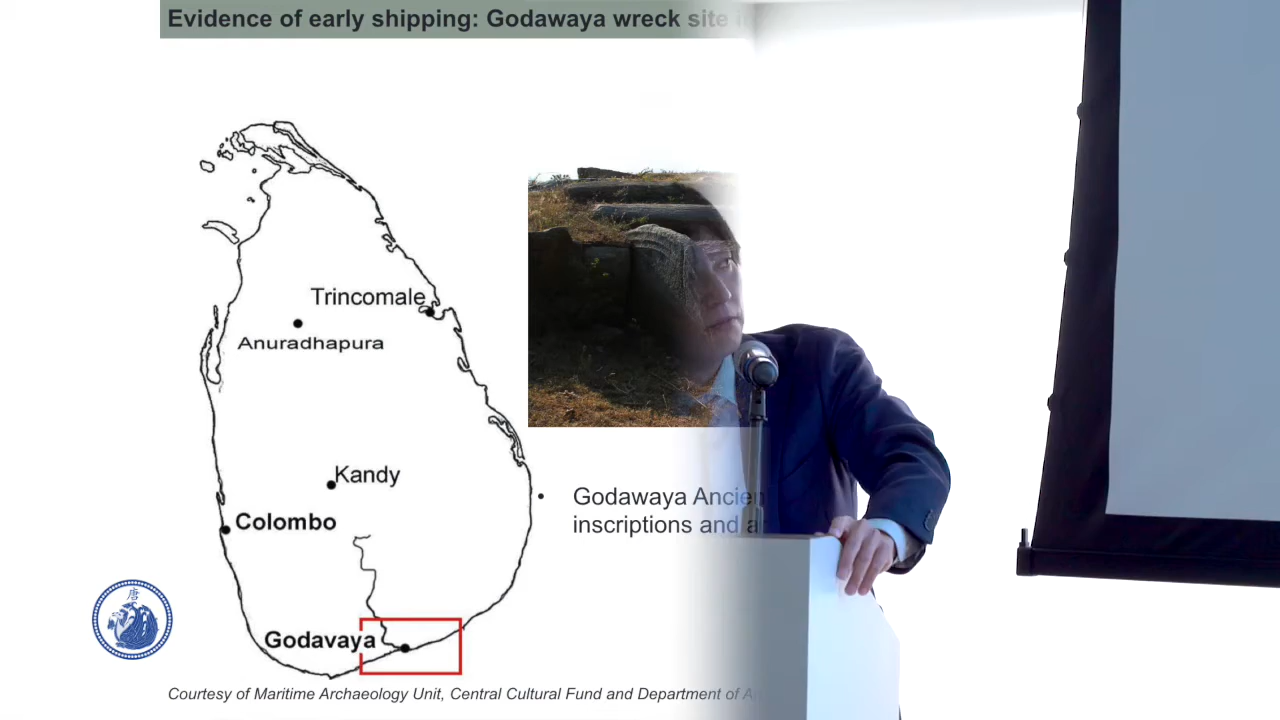 Evidence of early shipping: Godawaya wreck site
Trincomale
Anuradhapura
Kandy
Colombo
• Godawaya
inscriptions and
唐
Godavaya
Courtesy of Maritime Archaeology Unit, Central Cultural Fund and Department of